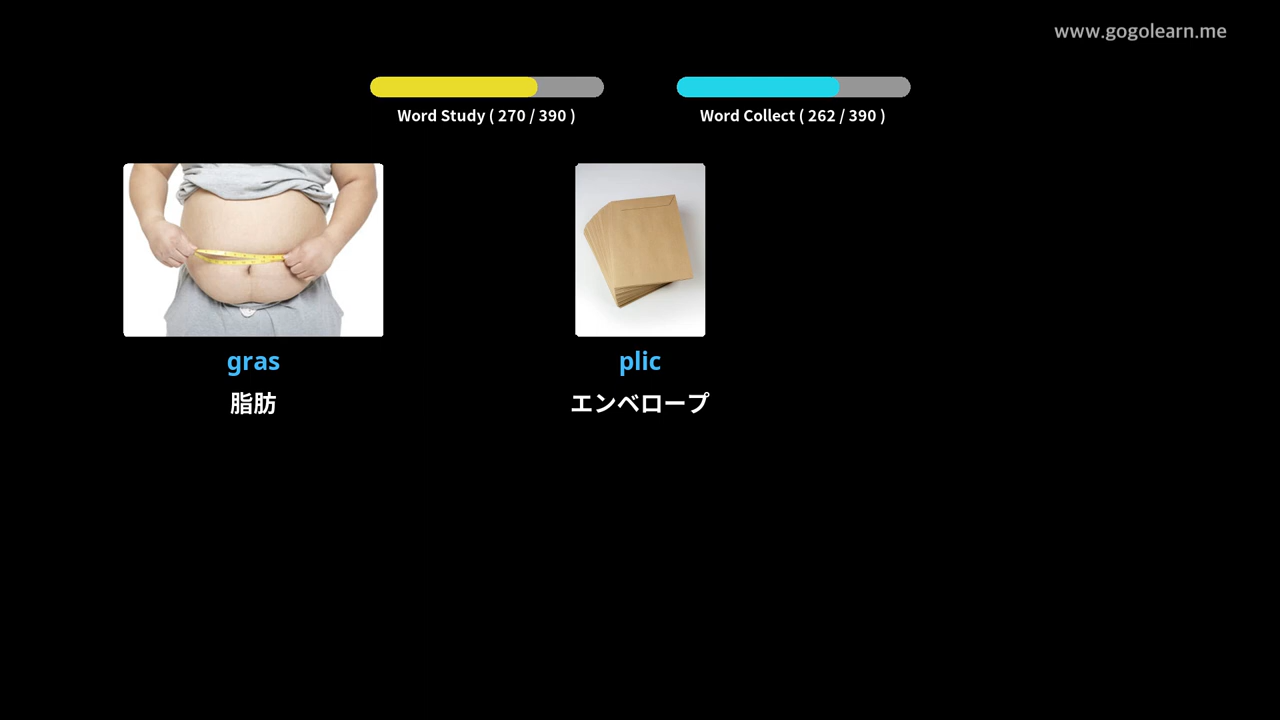 www.gogolearn.me
Word Study ( 270 / 390 )
Word Collect ( 262 / 390 )
gras
脂肪
plic
エンベロープ